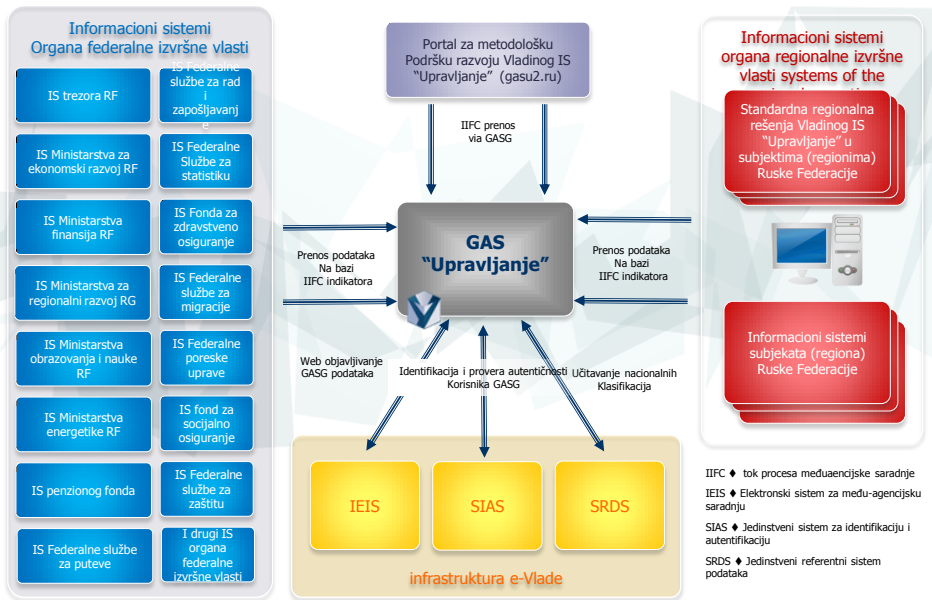 Informacioni sistemi
Organa federalne izvršne vlasti
IS trezora RF
IS Federalne
službe za rad
i
zapošljavanj
e
IS Ministarstva za
ekonomski razvoj RF
IS Federalne
Službe za
statistiku
IS Ministarstva
finansija RF
IS Fonda za
zdravstveno
osiguranje
IS Ministarstva za
regionalni razvoj RG
IS Federalne
službe za
migracije
IS Ministarstva
obrazovanja i nauke
RF
IS Federalne
poreske
uprave
IS Ministarstva
energetike RF
IS fond za
socijalno
osiguranje
IS penzionog fonda
IS Federalne
službe za
zaštitu
IS Federalne službe
za puteve
I drugi IS
organa
federalne
izvršne vlasti
Portal za metodološku
Podršku razvoju Vladinog IS
“Upravljanje” (gasu2.ru)
IIFC prenos
via GASG
GAS
“Upravljanje”
Prenos podataka
Na bazi
IIFC indikatora
Prenos podataka
Na bazi
IIFC indikatora
Web objavljivanje
GASG podataka
Identifikacija i provera autentičnosti
Korisnika GASG
Učitavanje nacionalnih
Klasifikacija
IEIS
SIAS
SRDS
infrastruktura e-Vlade
Informacioni sistemi
organa regionalne izvršne
vlasti systems of the
Standardna regionalna
rešenja Vladinog IS
“Upravljanje” u
subjektima (regionima)
Ruske Federacije
Informacioni sistemi
subjekata (regiona)
Ruske Federacije
IIFC ♦ tok procesa međuaencijske saradnje
IEIS ♦ Elektronski sistem za među-agencijsku
saradnju
SIAS ♦ Jedinstveni sistem za identifikaciju i
autentifikaciju
SRDS ♦ Jedinstveni referentni sistem
podataka